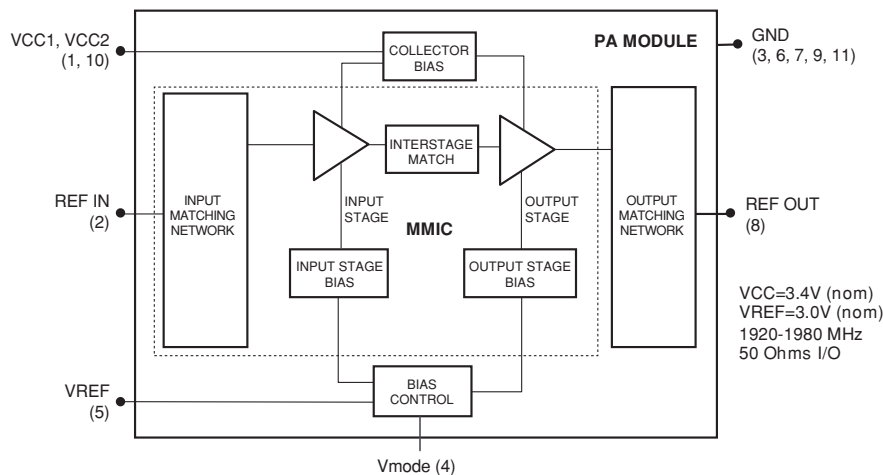 VCC1, VCC2
(1, 10)
COLLECTOR
BIAS
PA MODULE
GND
(3, 6, 7, 9, 11)
INTERSTAGE
MATCH
REF IN
(2)
INPUT
MATCHING
NETWORK
INPUT
STAGE
OUTPUT
STAGE
MMIC
OUTPUT
MATCHING
NETWORK
REF OUT
(8)
INPUT STAGE
BIAS
OUTPUT STAGE
BIAS
VCC=3.4V (nom)
VREF=3.0V (nom)
1920-1980 MHz
50 Ohms I/O
VREF
(5)
BIAS
CONTROL
Vmode (4)